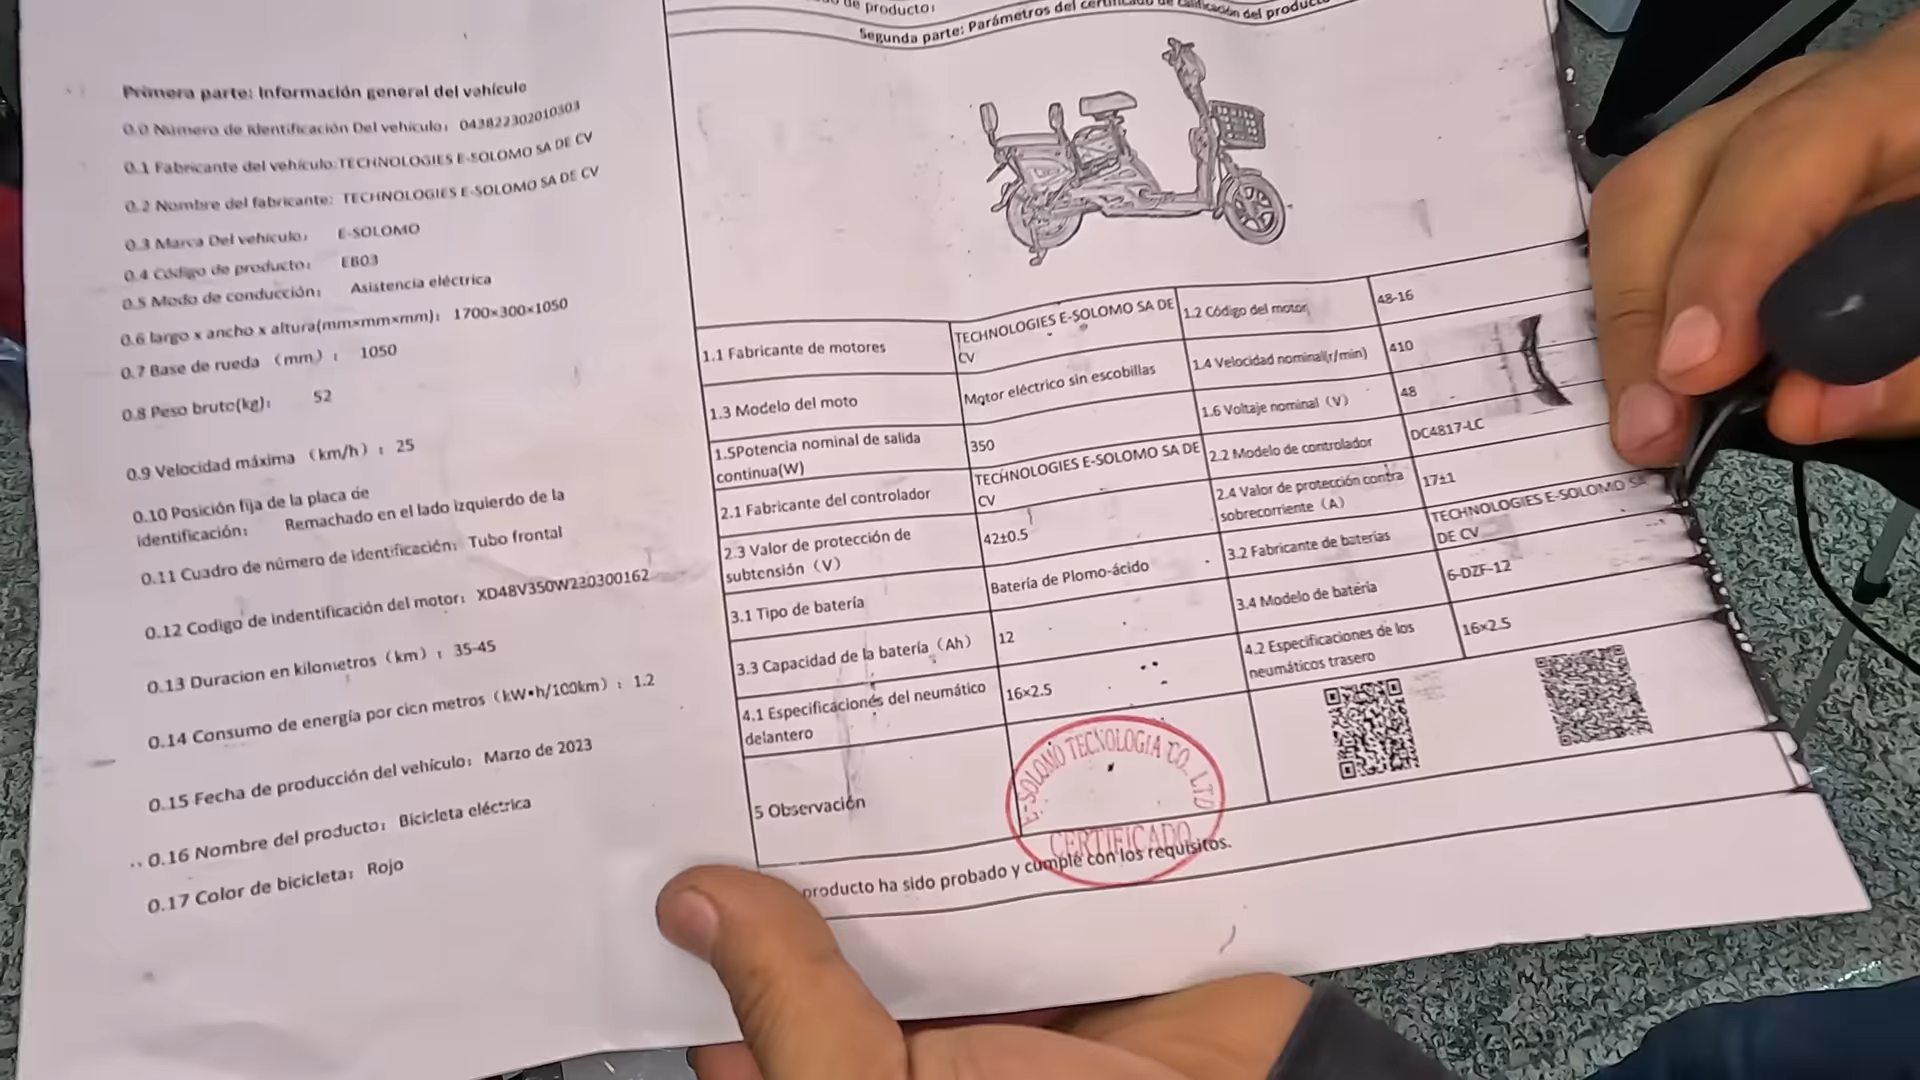 Primera parte: Información general del vehículo
0.0 Número de identificación Del vehículo: 043822302010303
0.1 Fabricante del vehículo:TECHNOLOGIES E-SOLOMO SA DE CV
0.2 Nombre del fabricante: TECHNOLOGIES E-SOLOMO SA DE CV
0.3 Marca Del vehículo: E-SOLOMO
0.4 Código de producto: EB03
0.5 Modo de conducción: Asistencia eléctrica
0.6 largo x ancho x altura(mm×mm×mm): 1700×300×1050
0.7 Base de rueda (mm): 1050
0.8 Peso bruto(kg): 52
0.9 Velocidad máxima (km/h): 25
0.10 Posición fija de la placa de
identificación: Remachado en el lado izquierdo de la
0.11 Cuadro de número de identificación: Tubo frontal
0.12 Codigo de indentificación del motor: XD48V350W230300162
0.13 Duracion en kilometros (km): 35-45
0.14 Consumo de energía por cien metros (kW•h/100km): 1.2
0.15 Fecha de producción del vehículo: Marzo de 2023
0.16 Nombre del producto: Bicicleta eléctrica
0.17 Color de bicicleta: Rojo
de producto:
Segunda parte: Parámetros del certificado de calificación del producto
1.1 Fabricante de motores
TECHNOLOGIES E-SOLOMO SA DE
CV
1.2 Código del motor
48-16
1.3 Modelo del moto
Motor eléctrico sin escobillas
1.4 Velocidad nominal(r/min)
410
1.5Potencia nominal de salida
continua(W)
350
1.6 Voltaje nominal (V)
48
2.1 Fabricante del controlador
TECHNOLOGIES E-SOLOMO SA DE
CV
2.2 Modelo de controlador
DC4817-LC
2.3 Valor de protección de
subtensión (V)
42±0.5
2.4 Valor de protección contra
sobrecorriente (A)
17±1
3.1 Tipo de batería
Batería de Plomo-ácido
3.2 Fabricante de baterías
TECHNOLOGIES E-SOLOMO SA
DE CV
3.3 Capacidad de la batería (Ah)
12
3.4 Modelo de batería
6-DZF-12
4.1 Especificaciones del neumático
delantero
16×2.5
4.2 Especificaciones de los
neumáticos trasero
16×2.5
5 Observación
E-SOLOMO TECNOLOGIA CO. LTD
CERTIFICADO
producto ha sido probado y cumple con los requisitos.